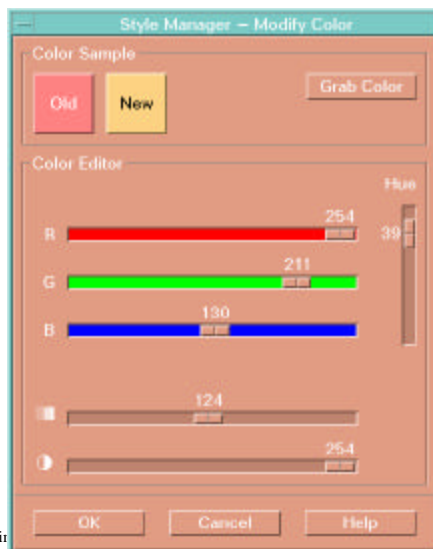 Style Manager – Modify Color
Color Sample
Old
New
Grab Color
Color Editor
Hue
254
R
39
211
G
130
B
124
254
OK
Cancel
Help